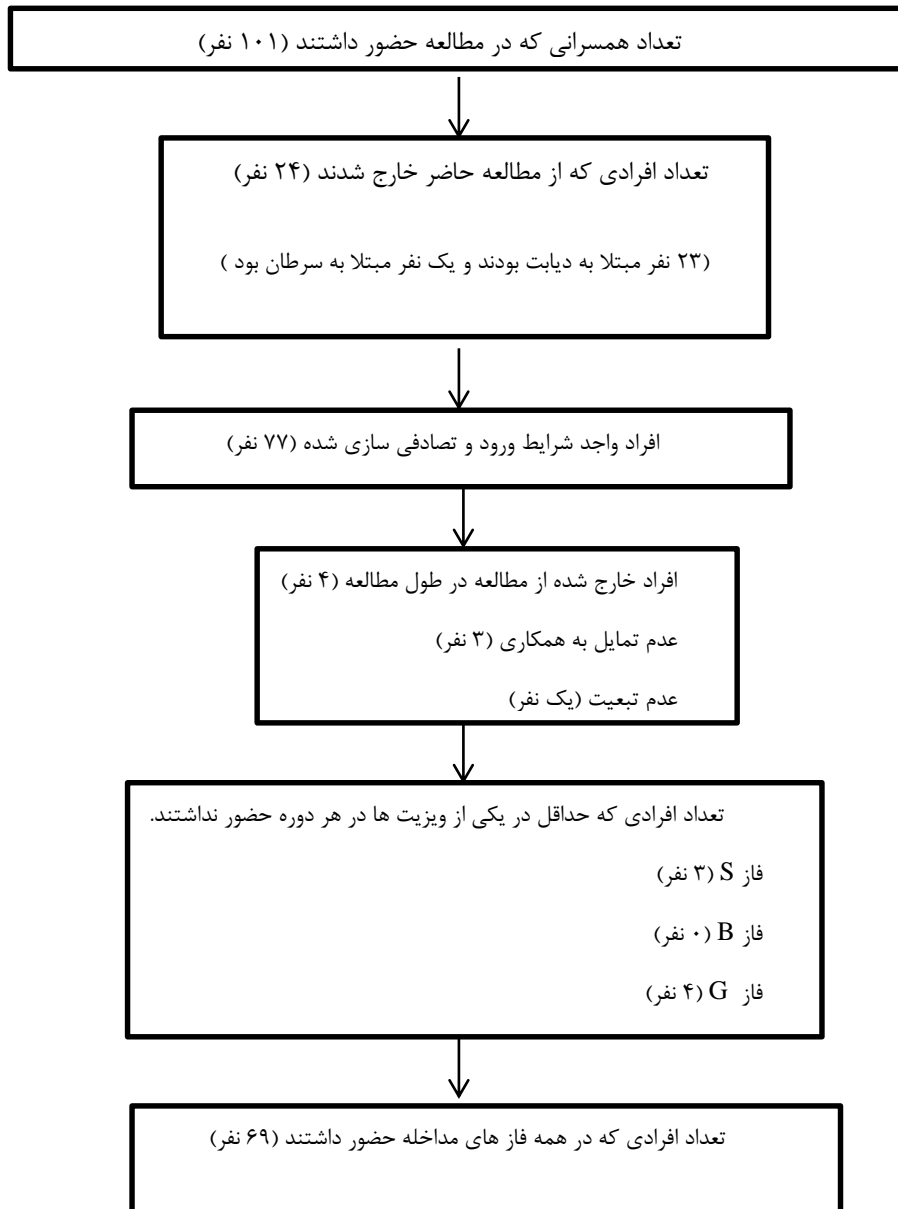 تعداد همسرانی که در مطالعه حضور داشتند (۱۰۱ نفر)
تعداد افرادی که از مطالعه حاضر خارج شدند (۲۴ نفر)
(۲۳ نفر مبتلا به دیابت بودند و یک نفر مبتلا به سرطان بود )
افراد واجد شرایط ورود و تصادفی سازی شده (۷۷ نفر)
افراد خارج شده از مطالعه در طول مطالعه (۴ نفر)
عدم تمایل به همکاری (۳ نفر)
عدم تبعیت (یک نفر)
تعداد افرادی که حداقل در یکی از ویزیت ها در هر دوره حضور نداشتند.
فاز S (۳ نفر)
فاز B (۰ نفر)
فاز G (۴ نفر)
تعداد افرادی که در همه فاز های مداخله حضور داشتند (۶۹ نفر)